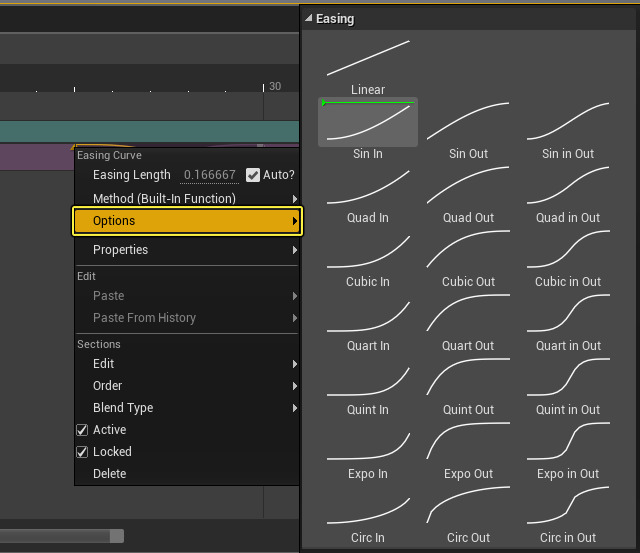 Easing
Linear
30
Sin In Sin Out Sin in Out
Easing Curve
Easing Length 0.166667 Auto?
Method (Built-In Function)
Options
Quad In Quad Out Quad in Out
Properties
Edit
Cubic In Cubic Out Cubic in Out
Paste
Paste From History
Sections
Quart In Quart Out Quart in Out
Edit
Order
Blend Type
Quint In Quint Out Quint in Out
Active
Locked
Delete
Expo In Expo Out Expo in Out
Circ In Circ Out Circ in Out